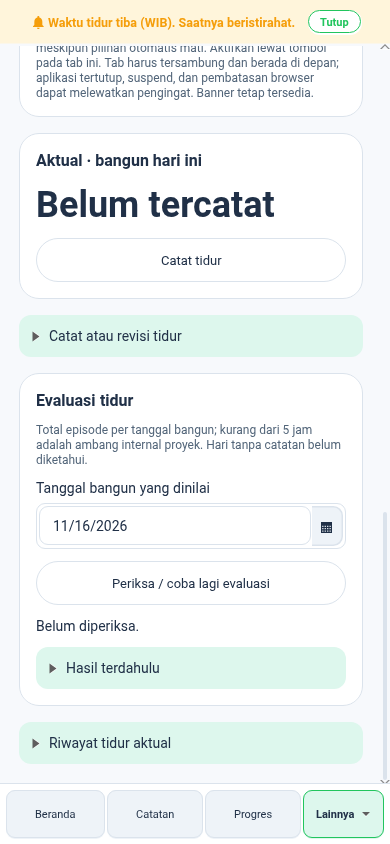 Waktu tidur tiba (WIB). Saatnya beristirahat.
Tutup
meskipun pilihan otomatis mati. Aktifkan lewat tombol
pada tab ini. Tab harus tersambung dan berada di depan;
aplikasi tertutup, suspend, dan pembatasan browser
dapat melewatkan pengingat. Banner tetap tersedia.
Aktual · bangun hari ini
Belum tercatat
Catat tidur
Catat atau revisi tidur
Evaluasi tidur
Total episode per tanggal bangun; kurang dari 5 jam
adalah ambang internal proyek. Hari tanpa catatan belum
diketahui.
Tanggal bangun yang dinilai
11/16/2026
Periksa / coba lagi evaluasi
Belum diperiksa.
Hasil terdahulu
Riwayat tidur aktual
Beranda
Catatan
Progres
Lainnya